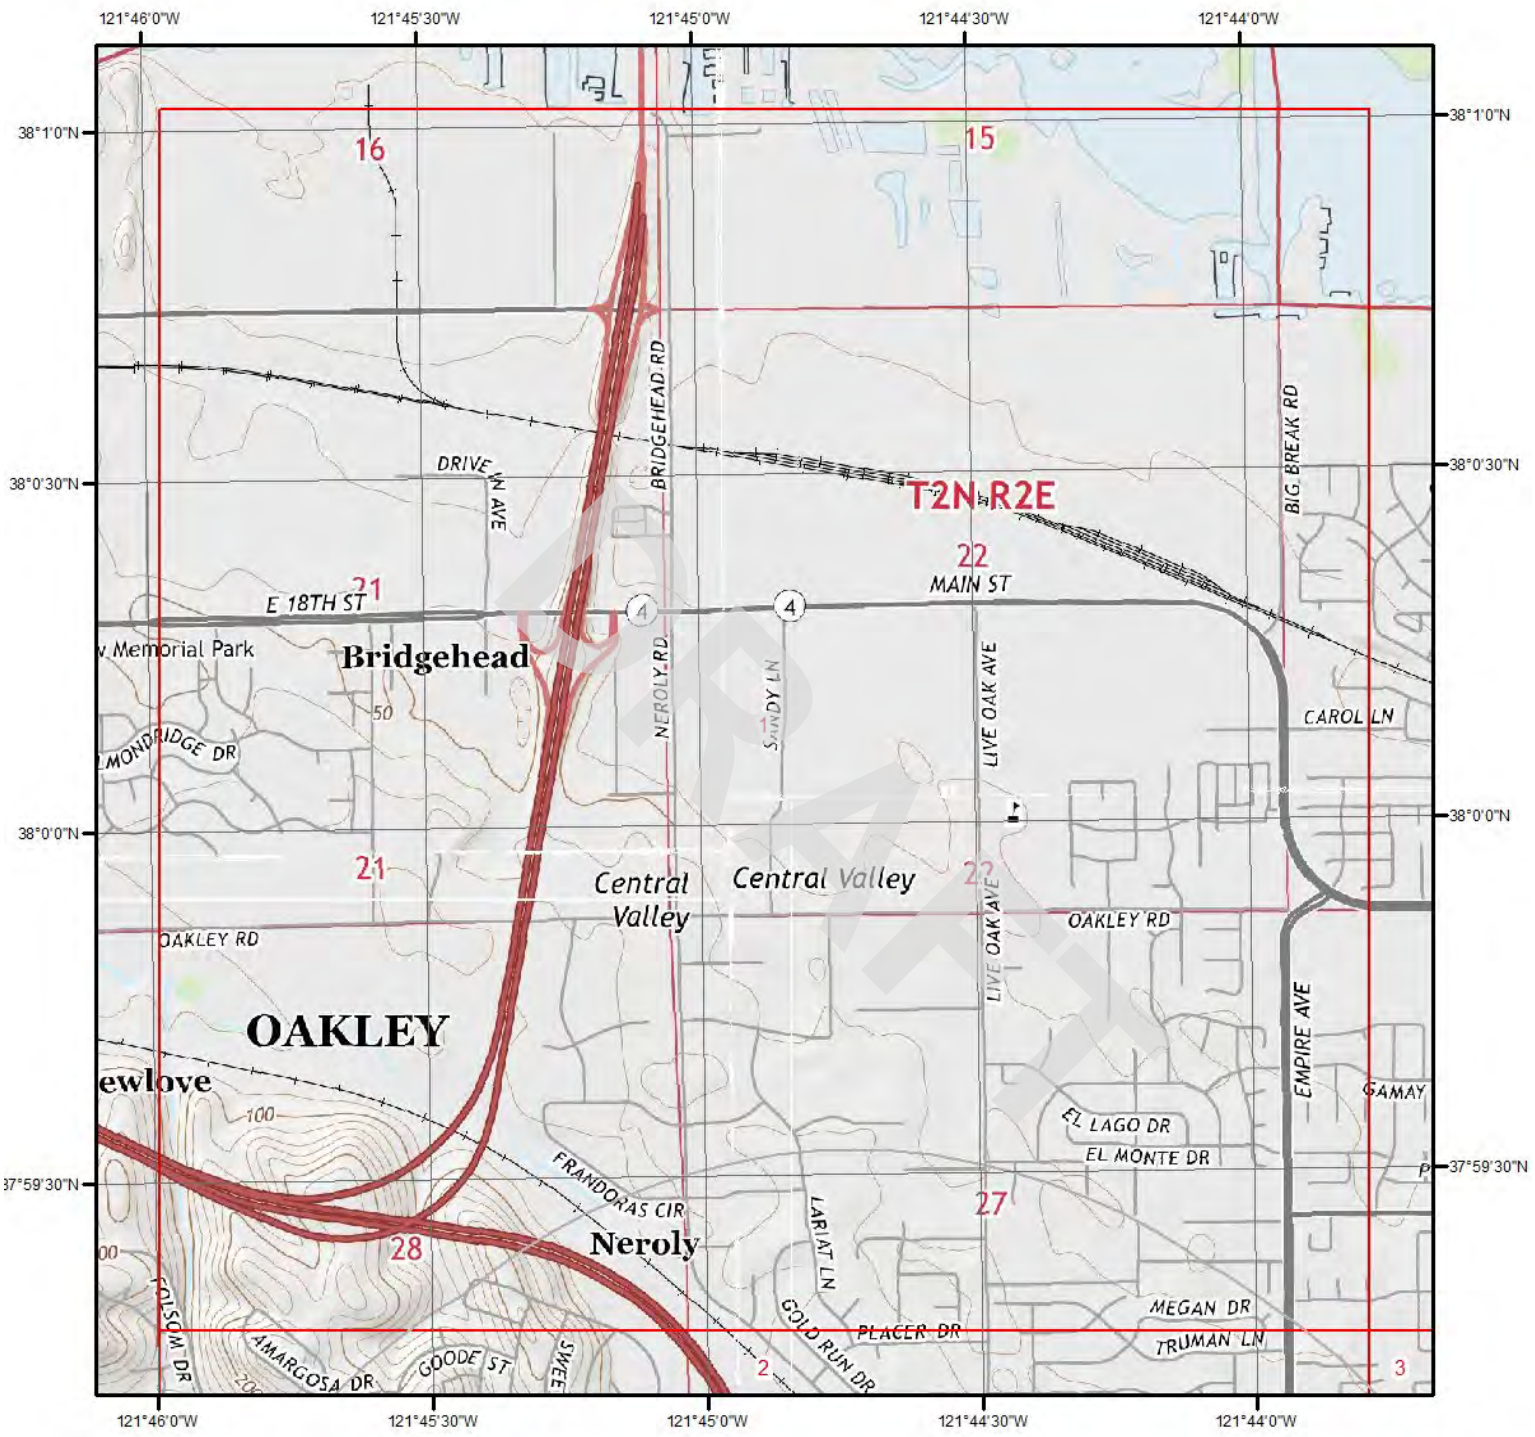 121°46'0"W
121°45'30"W
121°45'0"W
121°44'30"W
121°44'0"W
38°1'0"N
38°1'0"N
16
15
BRIDGEHEAD RD
BIG BREAK RD
DRIVE IN AVE
38°0'30"N
38°0'30"N
T2N R2E
22
MAIN ST
21
E 18TH ST
4
4
w Memorial Park
Bridgehead
NEROLY RD
SANDY LN
LIVE OAK AVE
50
1
CAROL LN
LMONDRIDGE DR
38°0'0"N
38°0'0"N
21
Central
Valley
Central Valley
22
LIVE OAK AVE
OAKLEY RD
OAKLEY RD
DRAFT
OAKLEY
EMPIRE AVE
ewlove
100
GAMAY
EL LAGO DR
EL MONTE DR
FRANDORAS CIR
P
37°59'30"N
37°59'30"N
27
LARIAT LN
28
Neroly
00
FOLSOM DR
GOLD RUN DR
MEGAN DR
PLACER DR
TRUMAN LN
AMARGOSA DR
GOODE ST
SWEE
200
2
3
121°46'0"W
121°45'30"W
121°45'0"W
121°44'30"W
121°44'0"W